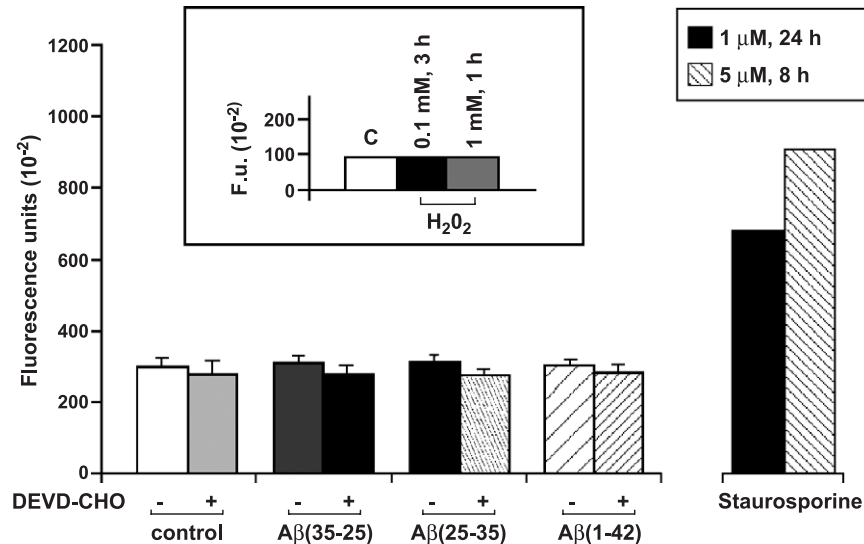 1200
1000
800
600
400
200
0
Fluorescence units (10-2)
200
100
0
F.u. (10-2)
C
0.1 mM, 3 h
1 mM, 1 h
H202
1 μM, 24 h
5 μM, 8 h
DEVD-CHO - + - + - + - +
control Aβ(35-25) Aβ(25-35) Aβ(1-42)
Staurosporine